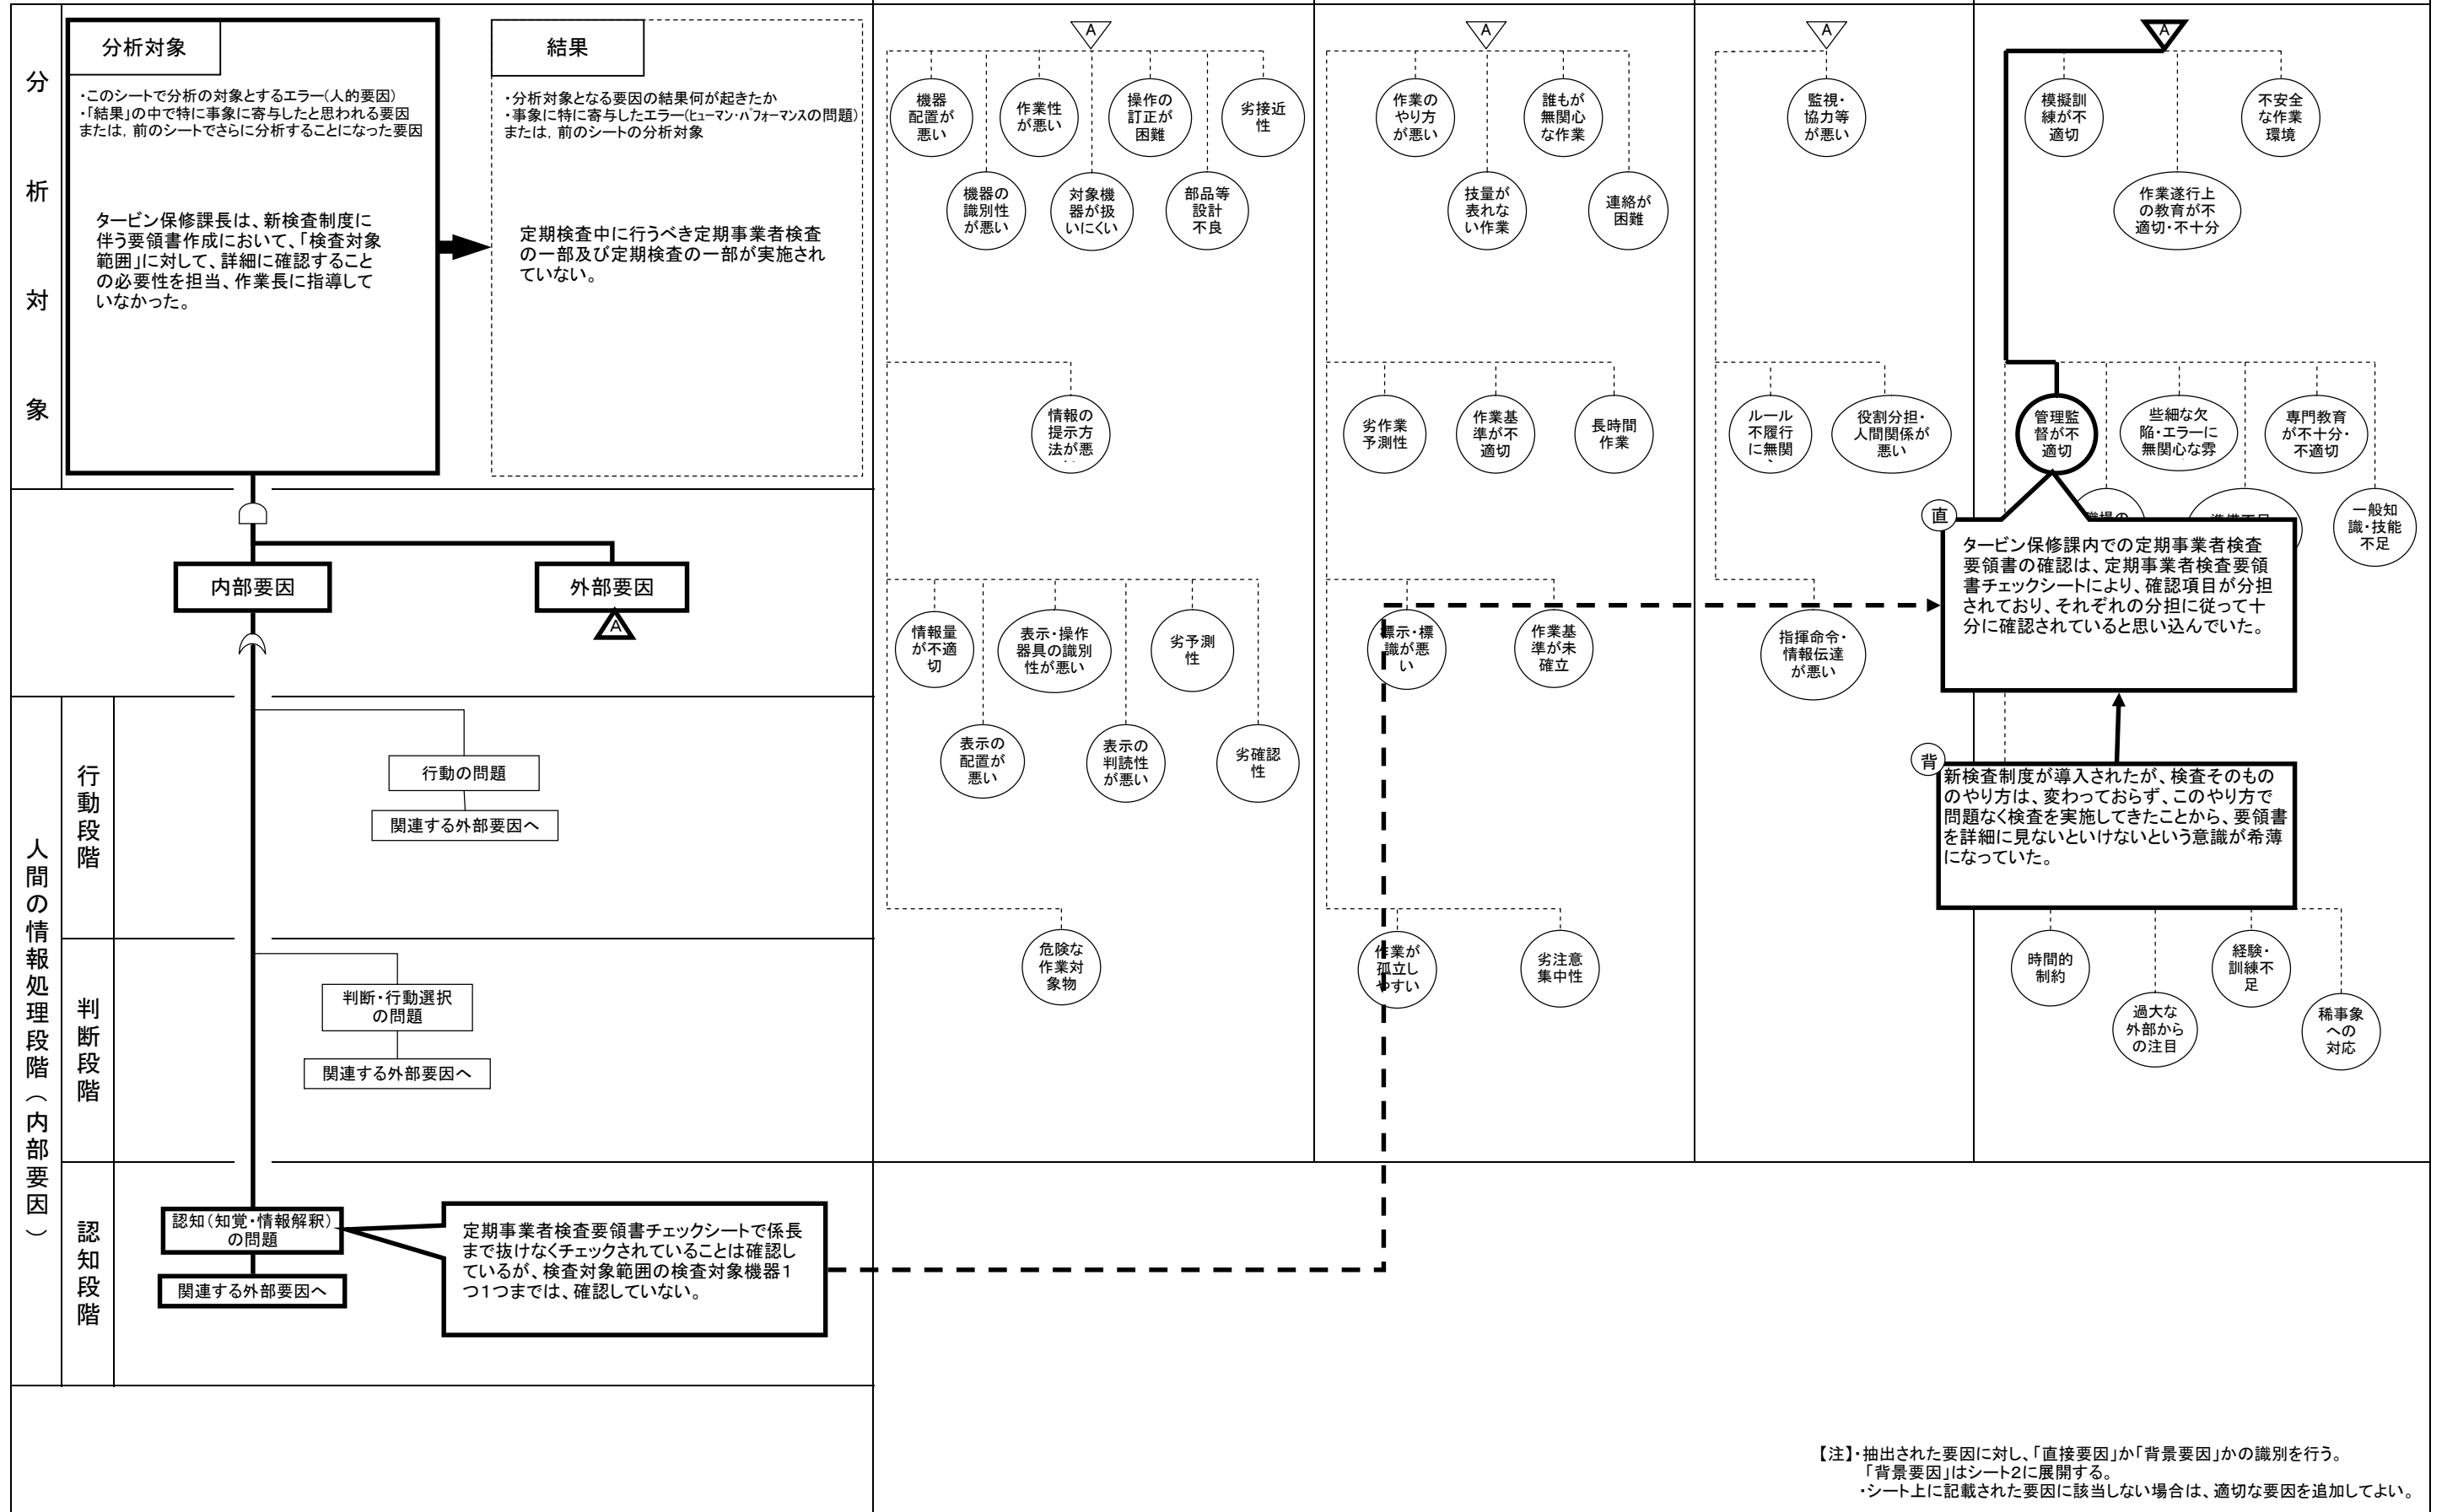 分析対象
分析対象
・このシートで分析の対象とするエラー(人的要因)
・「結果」の中で特に事象に寄与したと思われる要因
または，前のシートでさらに分析することになった要因
タービン保修課長は、新検査制度に
伴う要領書作成において、「検査対象
範囲」に対して、詳細に確認すること
の必要性を担当、作業長に指導して
いなかった。
結果
・分析対象となる要因の結果何が起きたか
・事象に特に寄与したエラー(ﾋｭｰﾏﾝ・ﾊﾟﾌｫｰﾏﾝｽの問題)
または，前のシートの分析対象
定期検査中に行うべき定期事業者検査
の一部及び定期検査の一部が実施され
ていない。
内部要因
外部要因
A
人間の情報処理段階（内部要因）
行動段階
行動の問題
関連する外部要因へ
判断段階
判断・行動選択
の問題
関連する外部要因へ
認知段階
認知（知覚・情報解釈）
の問題
関連する外部要因へ
定期事業者検査要領書チェックシートで係長
まで抜けなくチェックされていることは確認し
ているが、検査対象範囲の検査対象機器１
つ１つまでは、確認していない。
A
機器
配置が
悪い
作業性
が悪い
操作の
訂正が
困難
劣接近
性
機器の
識別性
が悪い
対象機
器が扱
いにくい
部品等
設計
不良
情報の
提示方
法が悪
情報量
が不適
切
表示・操作
器具の識別
性が悪い
劣予測
性
表示の
配置が
悪い
表示の
判読性
が悪い
劣確認
性
危険な
作業対
象物
A
作業の
やり方
が悪い
誰もが
無関心
な作業
技量が
表れな
い作業
連絡が
困難
劣作業
予測性
作業基
準が不
適切
長時間
作業
標示・標
識が悪
い
作業基
準が未
確立
作業が
孤立し
やすい
劣注意
集中性
A
監視・
協力等
が悪い
ルール
不履行
に無関
役割分担・
人間関係が
悪い
指揮命令・
情報伝達
が悪い
A
模擬訓
練が不
適切
不安全
な作業
環境
作業遂行上
の教育が不
適切・不十分
管理監
督が不
適切
些細な欠
陥・エラーに
無関心な雰
専門教育
が不十分・
不適切
一般知
識・技能
不足
直
タービン保修課内での定期事業者検査
要領書の確認は、定期事業者検査要領
書チェックシートにより、確認項目が分担
されており、それぞれの分担に従って十
分に確認されていると思い込んでいた。
背
新検査制度が導入されたが、検査そのもの
のやり方は、変わっておらず、このやり方で
問題なく検査を実施してきたことから、要領書
を詳細に見ないといけないという意識が希薄
になっていた。
時間的
制約
経験・
訓練不
足
過大な
外部から
の注目
稀事象
への
対応
【注】・抽出された要因に対し、「直接要因」か「背景要因」かの識別を行う。
「背景要因」はシート２に展開する。
・シート上に記載された要因に該当しない場合は、適切な要因を追加してよい。